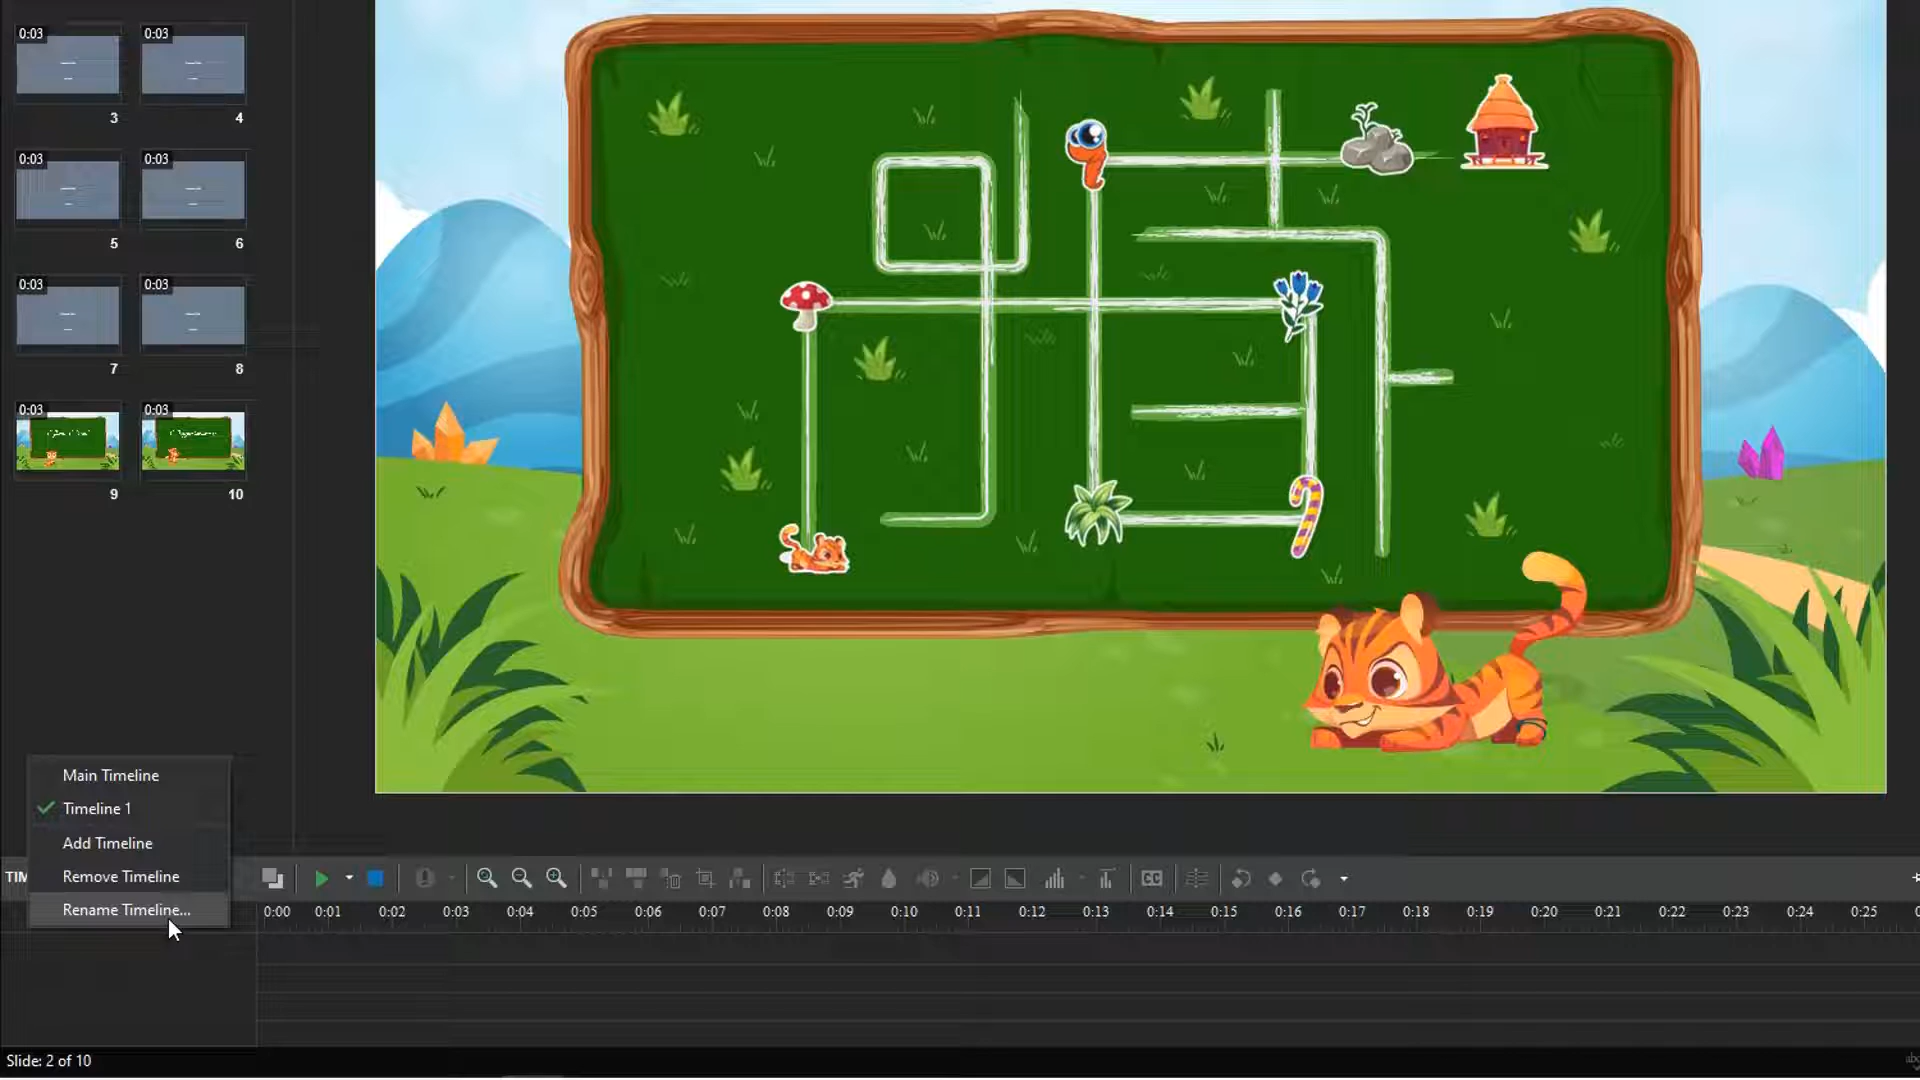 0:03
0:03
3
4
0:03
0:03
5
6
0:03
0:03
7
8
0:03
0:03
9
10
Main Timeline
Timeline 1
Add Timeline
Remove Timeline
Rename Timeline...
TIM
CC
0:00 0:01 0:02 0:03 0:04 0:05 0:06 0:07 0:08 0:09 0:10 0:11 0:12 0:13 0:14 0:15 0:16 0:17 0:18 0:19 0:20 0:21 0:22 0:23 0:24 0:25
Slide: 2 of 10